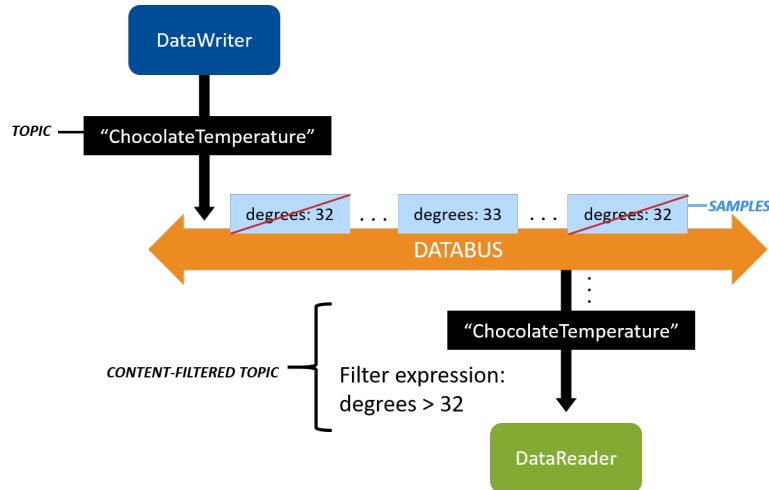 DataWriter
TOPIC
“ChocolateTemperature”
degrees: 32
. . .
degrees: 33
. . .
degrees: 32
SAMPLES
DATABUS
“ChocolateTemperature”
CONTENT-FILTERED TOPIC
Filter expression:
degrees > 32
DataReader